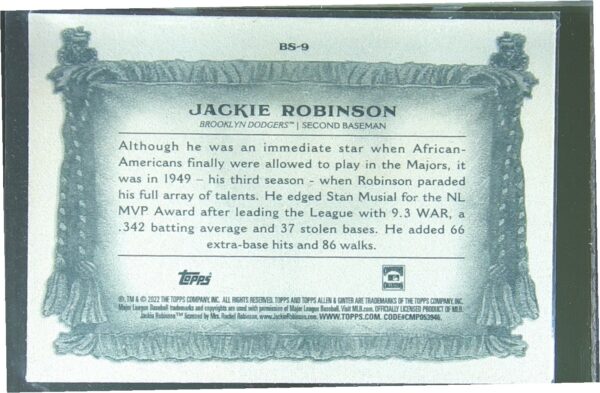 BS-9
JACKIE ROBINSON
BROOKLYN DODGERS™ | SECOND BASEMAN
Although he was an immediate star when African-
Americans finally were allowed to play in the Majors, it
was in 1949 – his third season - when Robinson paraded
his full array of talents. He edged Stan Musial for the NL
MVP Award after leading the League with 9.3 WAR, a
.342 batting average and 37 stolen bases. He added 66
extra-base hits and 86 walks.
Topps
®, TM & © 2022 THE TOPPS COMPANY, INC. ALL RIGHTS RESERVED. TOPPS AND TOPPS ALLEN & GINTER ARE TRADEMARKS OF THE TOPPS COMPANY, INC.
Major League Baseball trademarks and copyrights are used with permission of Major League Baseball. Visit MLB.com. OFFICIALLY LICENSED PRODUCT OF MLB.
Jackie Robinson™ licensed by Mrs. Rachel Robinson, www.JackieRobinson.com. WWW.TOPPS.COM. CODE#CMP053946.